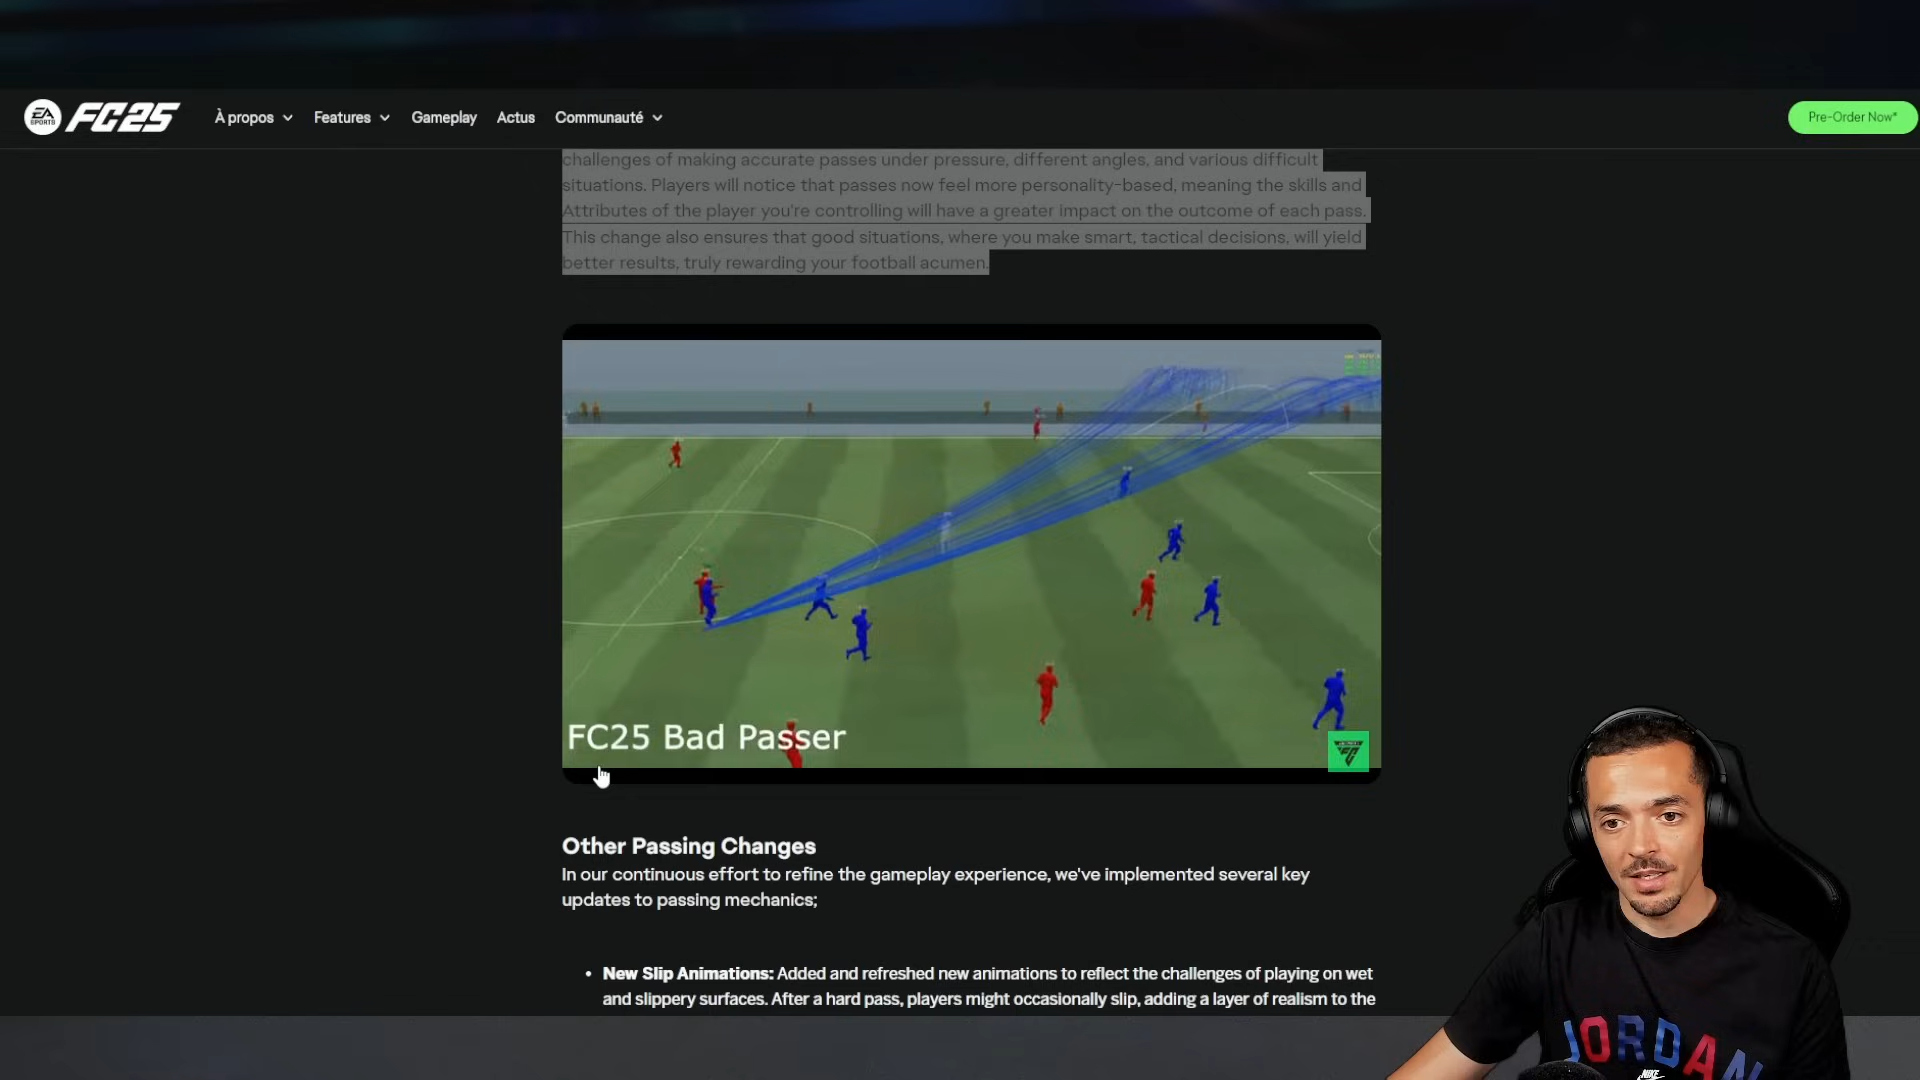 EA SPORTS FC25
À propos
Features
Gameplay
Actus
Communauté
Pre-Order Now*
challenges of making accurate passes under pressure, different angles, and various difficult
situations. Players will notice that passes now feel more personality-based, meaning the skills and
Attributes of the player you're controlling will have a greater impact on the outcome of each pass.
This change also ensures that good situations, where you make smart, tactical decisions, will yield
better results, truly rewarding your football acumen.
FC25 Bad Passer
Other Passing Changes
In our continuous effort to refine the gameplay experience, we've implemented several key
updates to passing mechanics;
• New Slip Animations: Added and refreshed new animations to reflect the challenges of playing on wet
and slippery surfaces. After a hard pass, players might occasionally slip, adding a layer of realism to the
JORDAN
NIKE